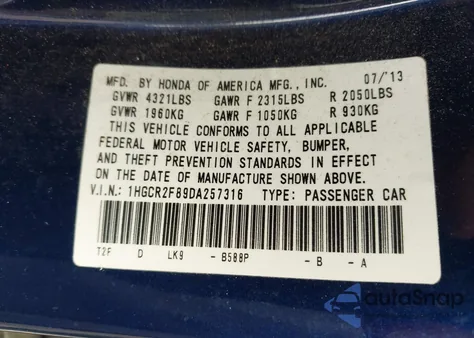 MFD. BY HONDA OF AMERICA MFG., INC. 07/'13
GVWR 4321LBS GAWR F 2315LBS R 2050LBS
GVWR 1960KG GAWR F 1050KG R 930KG
THIS VEHICLE CONFORMS TO ALL APPLICABLE
FEDERAL MOTOR VEHICLE SAFETY, BUMPER,
AND THEFT PREVENTION STANDARDS IN EFFECT
ON THE DATE OF MANUFACTURE SHOWN ABOVE.
V.I.N.: 1HGCR2F89DA257316 TYPE: PASSENGER CAR
T2F D LK9 - B588P - B - A
autoSnap